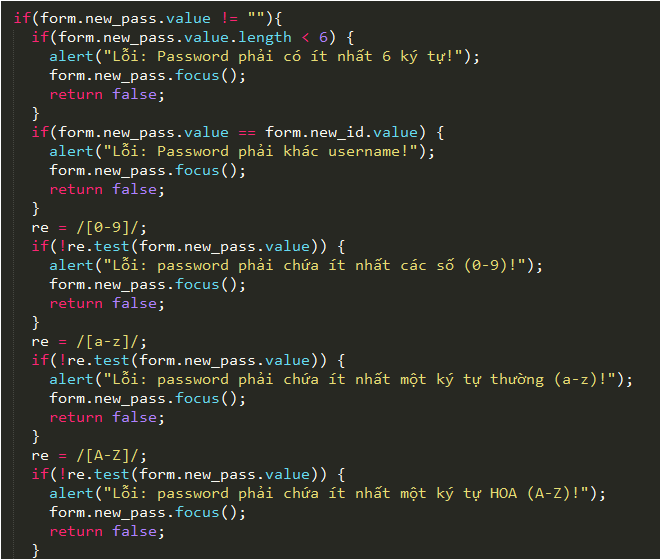 if(form.new_pass.value != ""){
if(form.new_pass.value.length < 6) {
alert("Lỗi: Password phải có ít nhất 6 ký tự!");
form.new_pass.focus();
return false;
}
if(form.new_pass.value == form.new_id.value) {
alert("Lỗi: Password phải khác username!");
form.new_pass.focus();
return false;
}
re = /[0-9]/;
if(!re.test(form.new_pass.value)) {
alert("Lỗi: password phải chứa ít nhất các số (0-9)!");
form.new_pass.focus();
return false;
}
re = /[a-z]/;
if(!re.test(form.new_pass.value)) {
alert("Lỗi: password phải chứa ít nhất một ký tự thường (a-z)!");
form.new_pass.focus();
return false;
}
re = /[A-Z]/;
if(!re.test(form.new_pass.value)) {
alert("Lỗi: password phải chứa ít nhất một ký tự HOA (A-Z)!");
form.new_pass.focus();
return false;
}